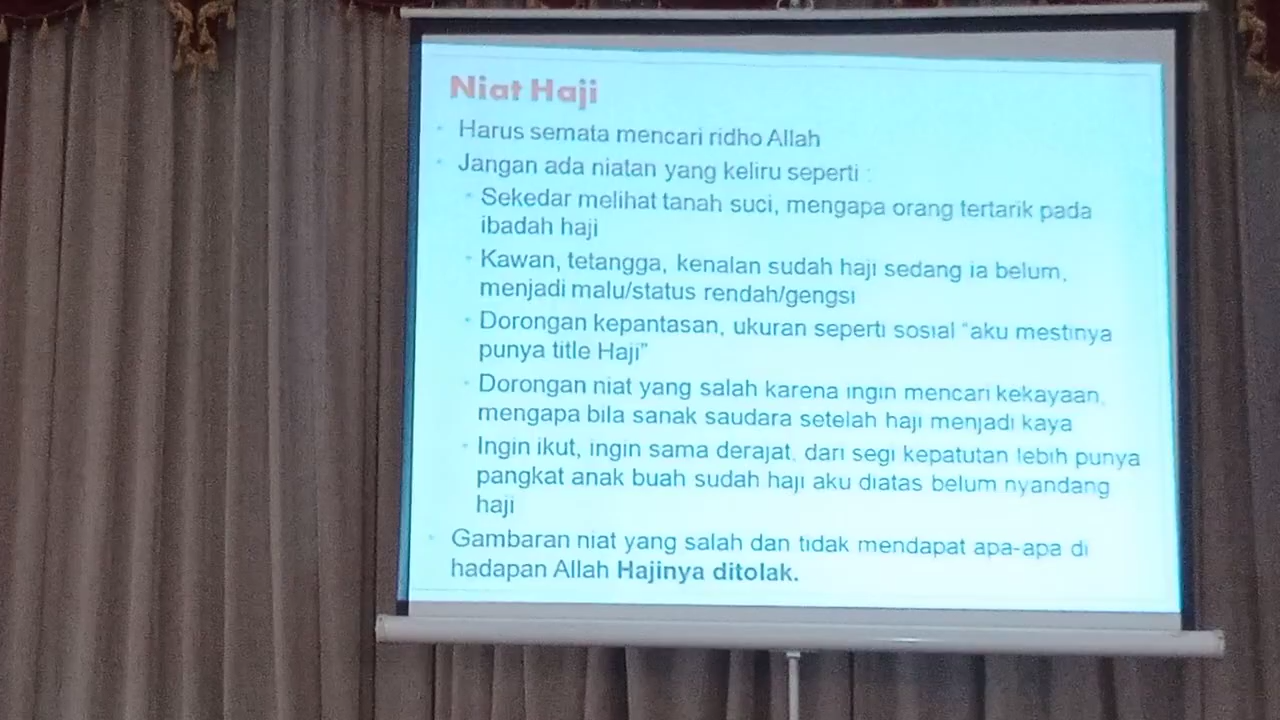 Niat Haji
Harus semata mencari ridho Allah
Jangan ada niatan yang keliru seperti :
Sekedar melihat tanah suci, mengapa orang tertarik pada
ibadah haji
Kawan, tetangga, kenalan sudah haji sedang ia belum,
menjadi malu/status rendah/gengsi
Dorongan kepantasan, ukuran seperti sosial "aku mestinya
punya title Haji"
Dorongan niat yang salah karena ingin mencari kekayaan,
mengapa bila sanak saudara setelah haji menjadi kaya
Ingin ikut, ingin sama derajat, dari segi kepatutan lebih punya
pangkat anak buah sudah haji aku diatas belum nyandang
haji
Gambaran niat yang salah dan tidak mendapat apa-apa di
hadapan Allah Hajinya ditolak.